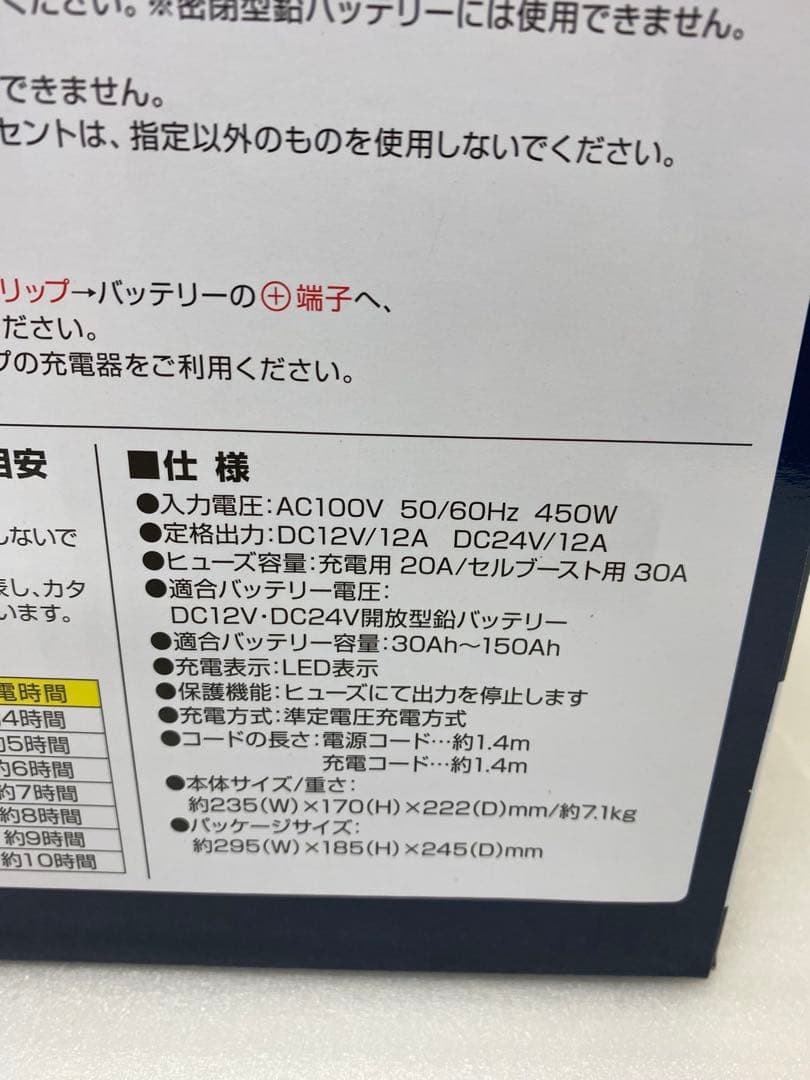 ください。※密閉型鉛バッテリーには使用できません。
できません。
セントは、指定以外のものを使用しないでください。
リップ→バッテリーの⊕端子へ、
ださい。
プの充電器をご利用ください。
目安
しないで
表し、カタ
います。
電時間
4時間
約5時間
約6時間
約7時間
約8時間
約9時間
約10時間
■仕 様
●入力電圧:AC100V 50/60Hz 450W
●定格出力:DC12V/12A DC24V/12A
●ヒューズ容量:充電用 20A/セルブースト用 30A
●適合バッテリー電圧:
DC12V・DC24V開放型鉛バッテリー
●適合バッテリー容量:30Ah〜150Ah
●充電表示:LED表示
●保護機能:ヒューズにて出力を停止します
●充電方式:準定電圧充電方式
●コードの長さ:電源コード…約1.4m
充電コード…約1.4m
●本体サイズ/重さ:
約235(W)×170(H)×222(D)mm/約7.1kg
●パッケージサイズ:
約295(W)×185(H)×245(D)mm